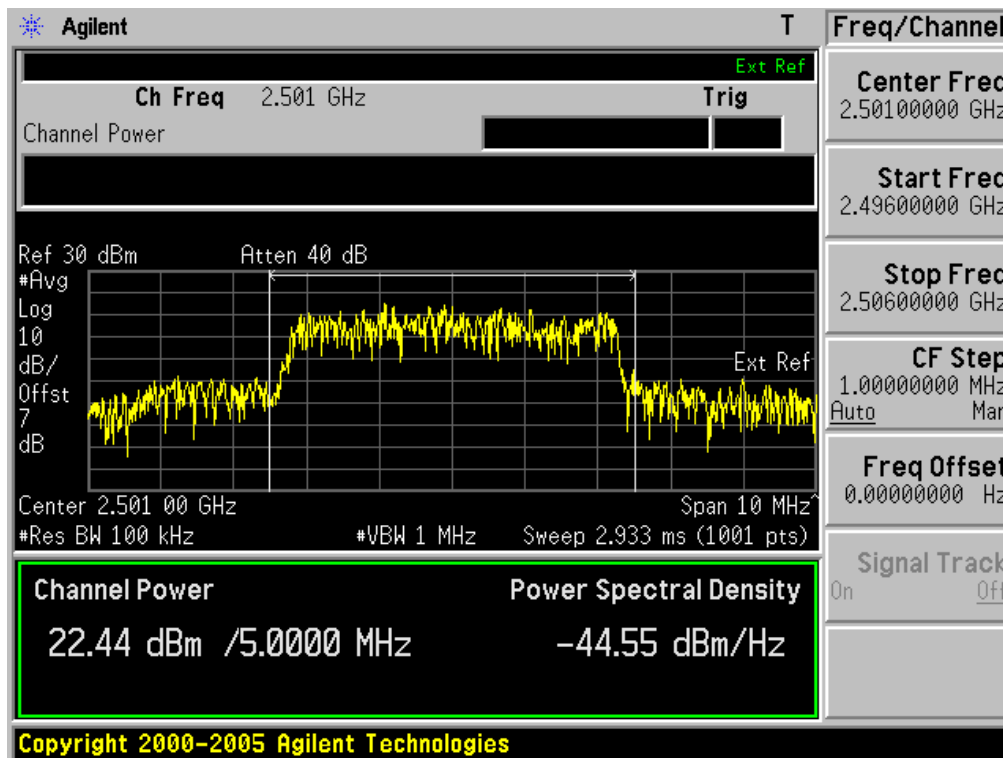 Agilent T Freq/Channel
Ext Ref
Ch Freq 2.501 GHz Trig
Channel Power
Center Freq
2.50100000 GHz
Start Freq
2.49600000 GHz
Stop Freq
2.50600000 GHz
CF Step
1.00000000 MHz
Auto Man
Freq Offset
0.00000000 Hz
Signal Track
On Off
Ref 30 dBm Atten 40 dB
#Avg
Log
10
dB/
Offst
7
dB
Ext Ref
Center 2.501 00 GHz Span 10 MHz^
#Res BW 100 kHz #VBW 1 MHz Sweep 2.933 ms (1001 pts)
Channel Power Power Spectral Density
22.44 dBm /5.0000 MHz -44.55 dBm/Hz
Copyright 2000-2005 Agilent Technologies